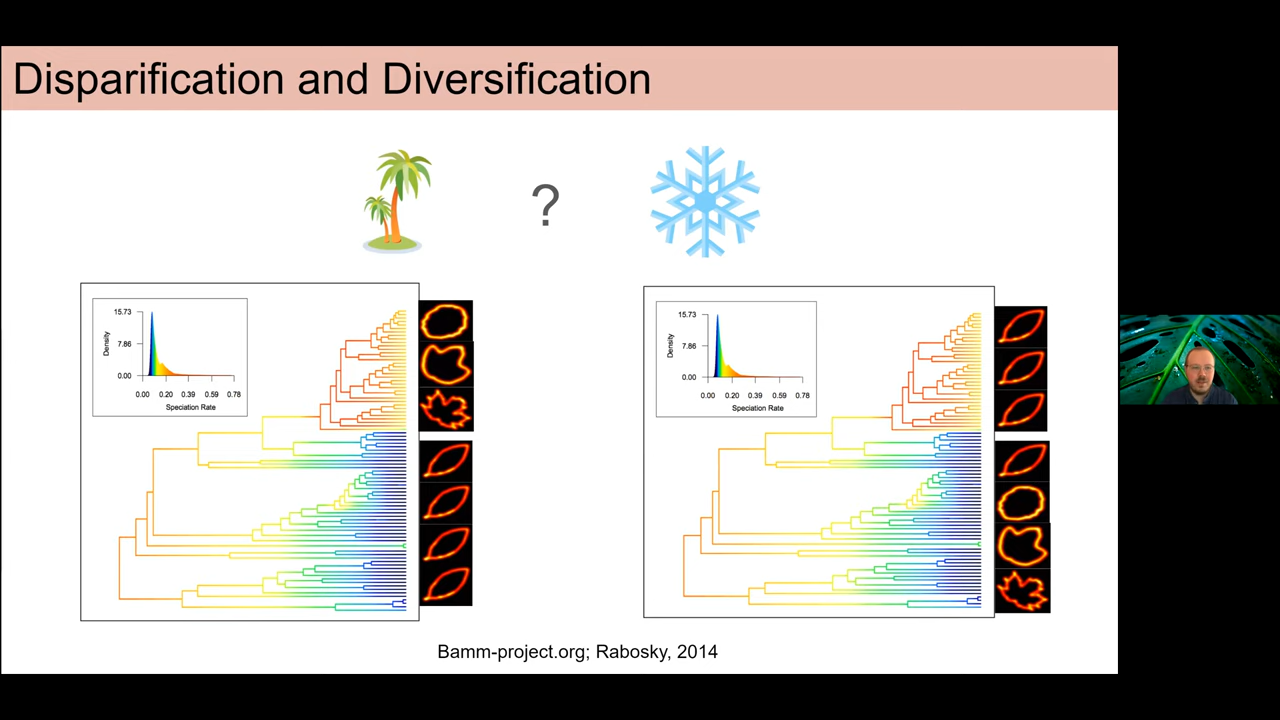 Disparification and Diversification
?
15.73
7.86
0.00
Density
0.00 0.20 0.39 0.59 0.78
Speciation Rate
15.73
7.86
0.00
Density
0.00 0.20 0.39 0.59 0.78
Speciation Rate
Bamm-project.org; Rabosky, 2014